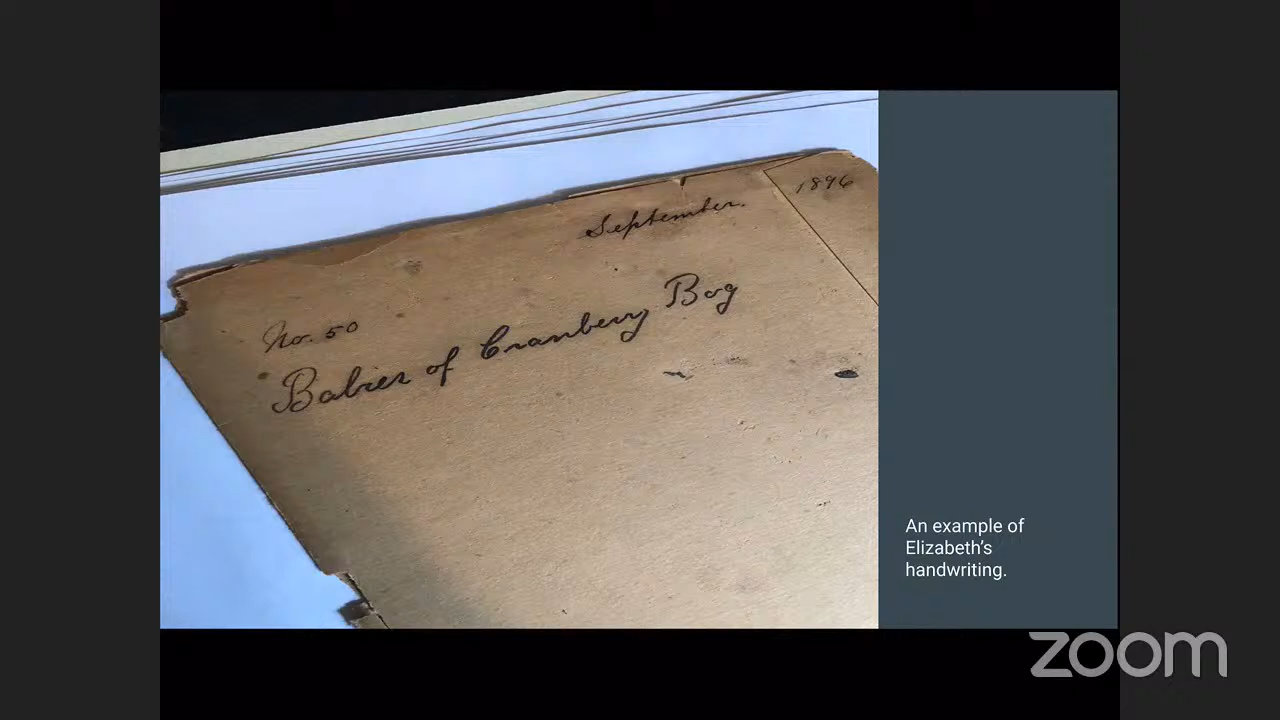 September.
1896
No. 50
Babies of Cranberry Bog
An example of
Elizabeth's
handwriting.
zoom